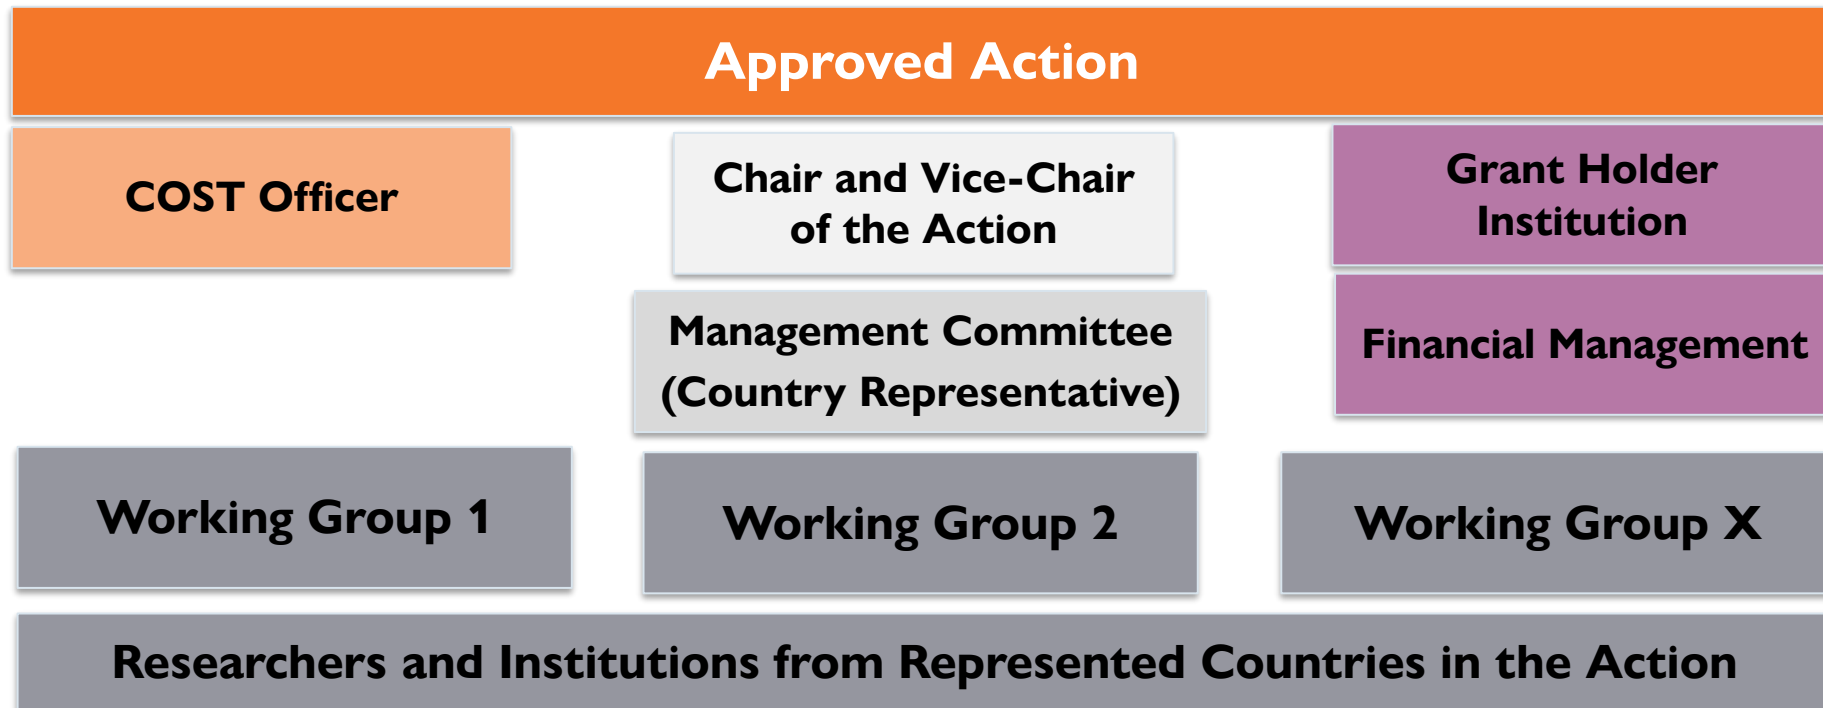 Approved Action
COST Officer
Chair and Vice-Chair
of the Action
Grant Holder
Institution
Management Committee
(Country Representative)
Financial Management
Working Group 1
Working Group 2
Working Group X
Researchers and Institutions from Represented Countries in the Action